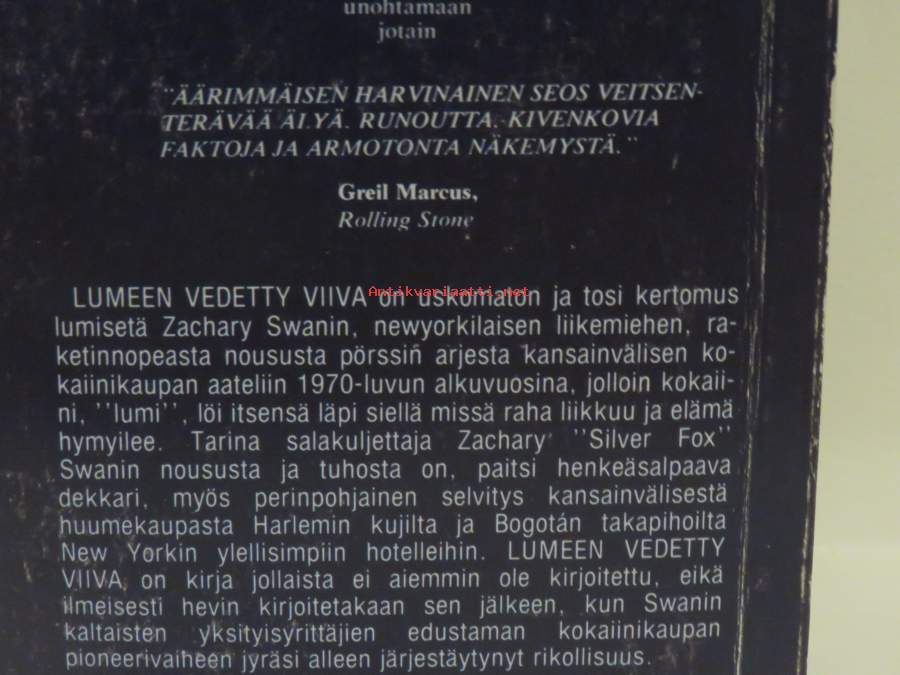 unohtamaan
jotain
"ÄÄRIMMÄISEN HARVINAINEN SEOS VEITSEN-
TERÄVÄÄ ÄLYÄ, RUNOUTTA, KIVENKOVIA
FAKTOJA JA ARMOTONTA NÄKEMYSTÄ."
Greil Marcus,
Rolling Stone
LUMEEN VEDETTY VIIVA on uskomaton ja tosi kertomus
Antikvariaatti.net
lumisetä Zachary Swanin, newyorkilaisen liikemiehen, ra-
ketinnopeasta noususta pörssin arjesta kansainvälisen ko-
kaiinikaupan aateliin 1970-luvun alkuvuosina, jolloin kokaii-
ni, ''lumi'', löi itsensä läpi siellä missä raha liikkuu ja elämä
hymyilee. Tarina salakuljettaja Zachary ''Silver Fox''
Swanin noususta ja tuhosta on, paitsi henkeäsalpaava
dekkari, myös perinpohjainen selvitys kansainvälisestä
huumekaupasta Harlemin kujilta ja Bogotán takapihoilta
New Yorkin ylellisimpiin hotelleihin. LUMEEN VEDETTY
VIIVA on kirja jollaista ei aiemmin ole kirjoitettu, eikä
ilmeisesti hevin kirjoitetakaan sen jälkeen, kun Swanin
kaltaisten yksityisyrittäjien edustaman kokaiinikaupan
pioneerivaiheen jyräsi alleen järjestäytynyt rikollisuus.